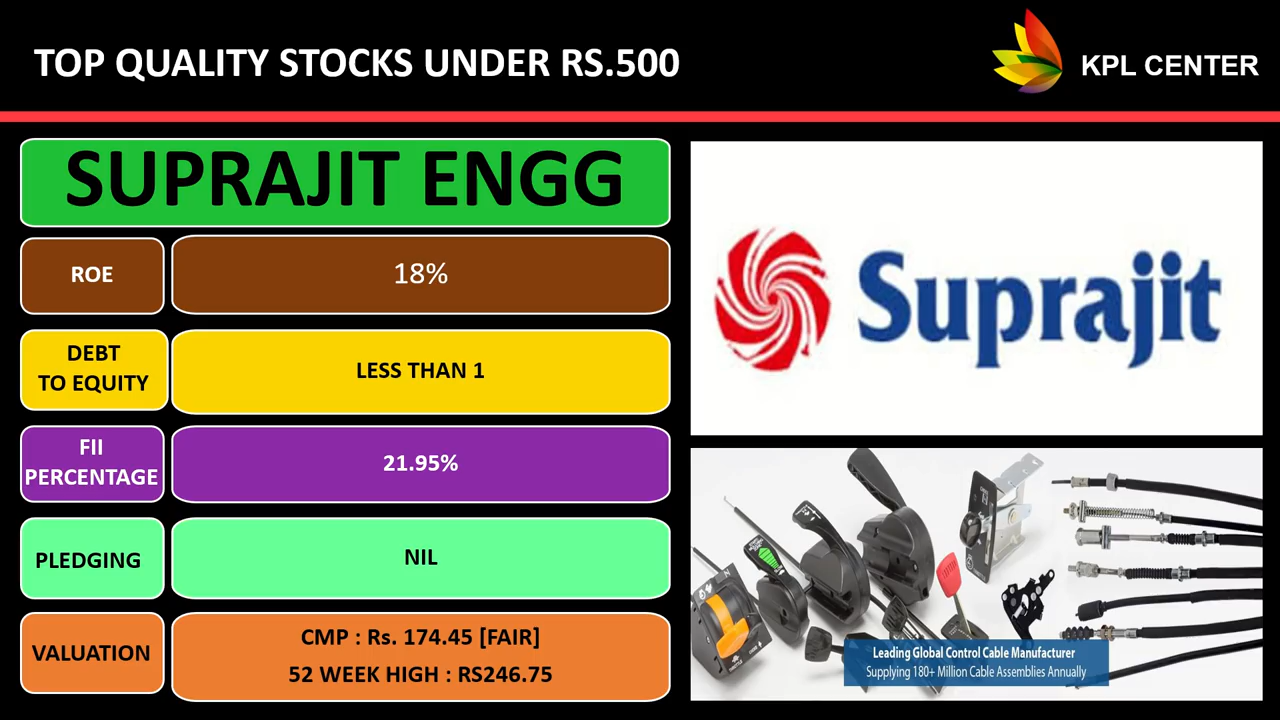 TOP QUALITY STOCKS UNDER RS.500
KPL CENTER
SUPRAJIT ENGG
ROE
18%
DEBT
TO EQUITY
LESS THAN 1
FII
PERCENTAGE
21.95%
PLEDGING
NIL
VALUATION
CMP : Rs. 174.45 [FAIR]
52 WEEK HIGH : RS246.75
Suprajit
Leading Global Control Cable Manufacturer
Supplying 180+ Million Cable Assemblies Annually